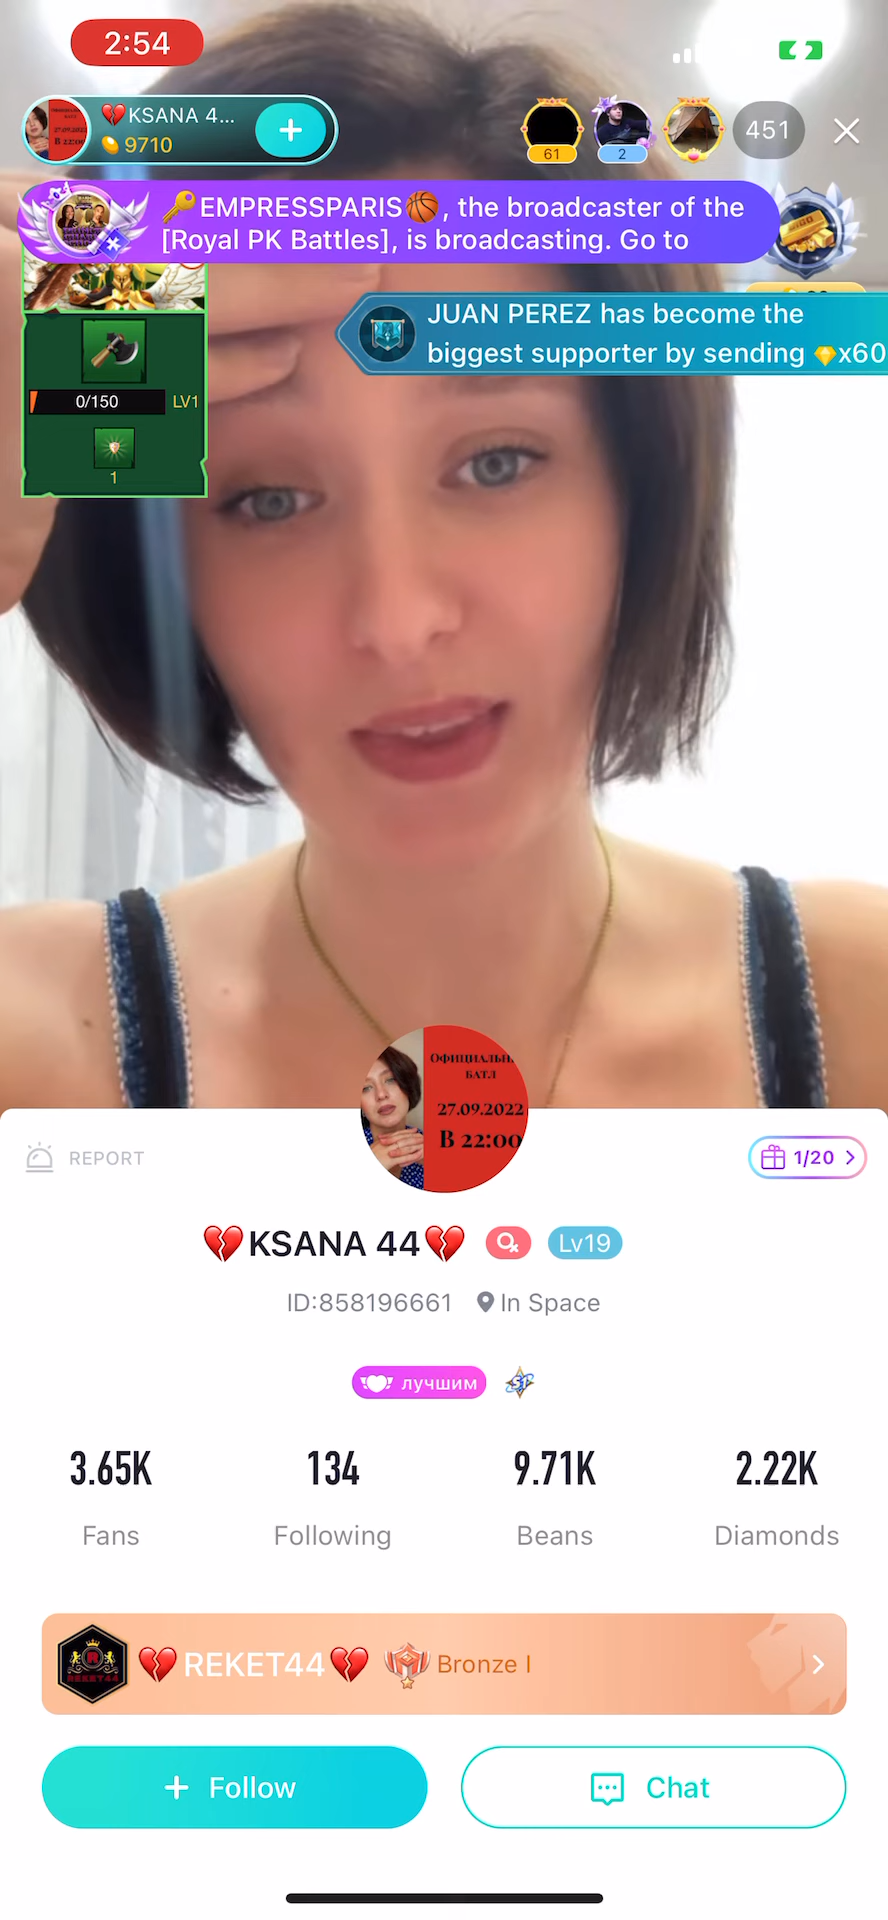 2:54
💔KSANA 4...
9710
61
2
451
🔑EMPRESSPARIS🏀, the broadcaster of the
[Royal PK Battles], is broadcasting. Go to
JUAN PEREZ has become the
biggest supporter by sending 💎x60
0/150 LV1
1
ОФИЦИАЛЬН
БАТЛ
27.09.2022
В 22:00
REPORT
1/20
💔KSANA 44💔 Lv19
ID:858196661 In Space
лучшим S1
3.65K 134 9.71K 2.22K
Fans Following Beans Diamonds
REKET44
💔REKET44💔 Bronze I
+ Follow
Chat